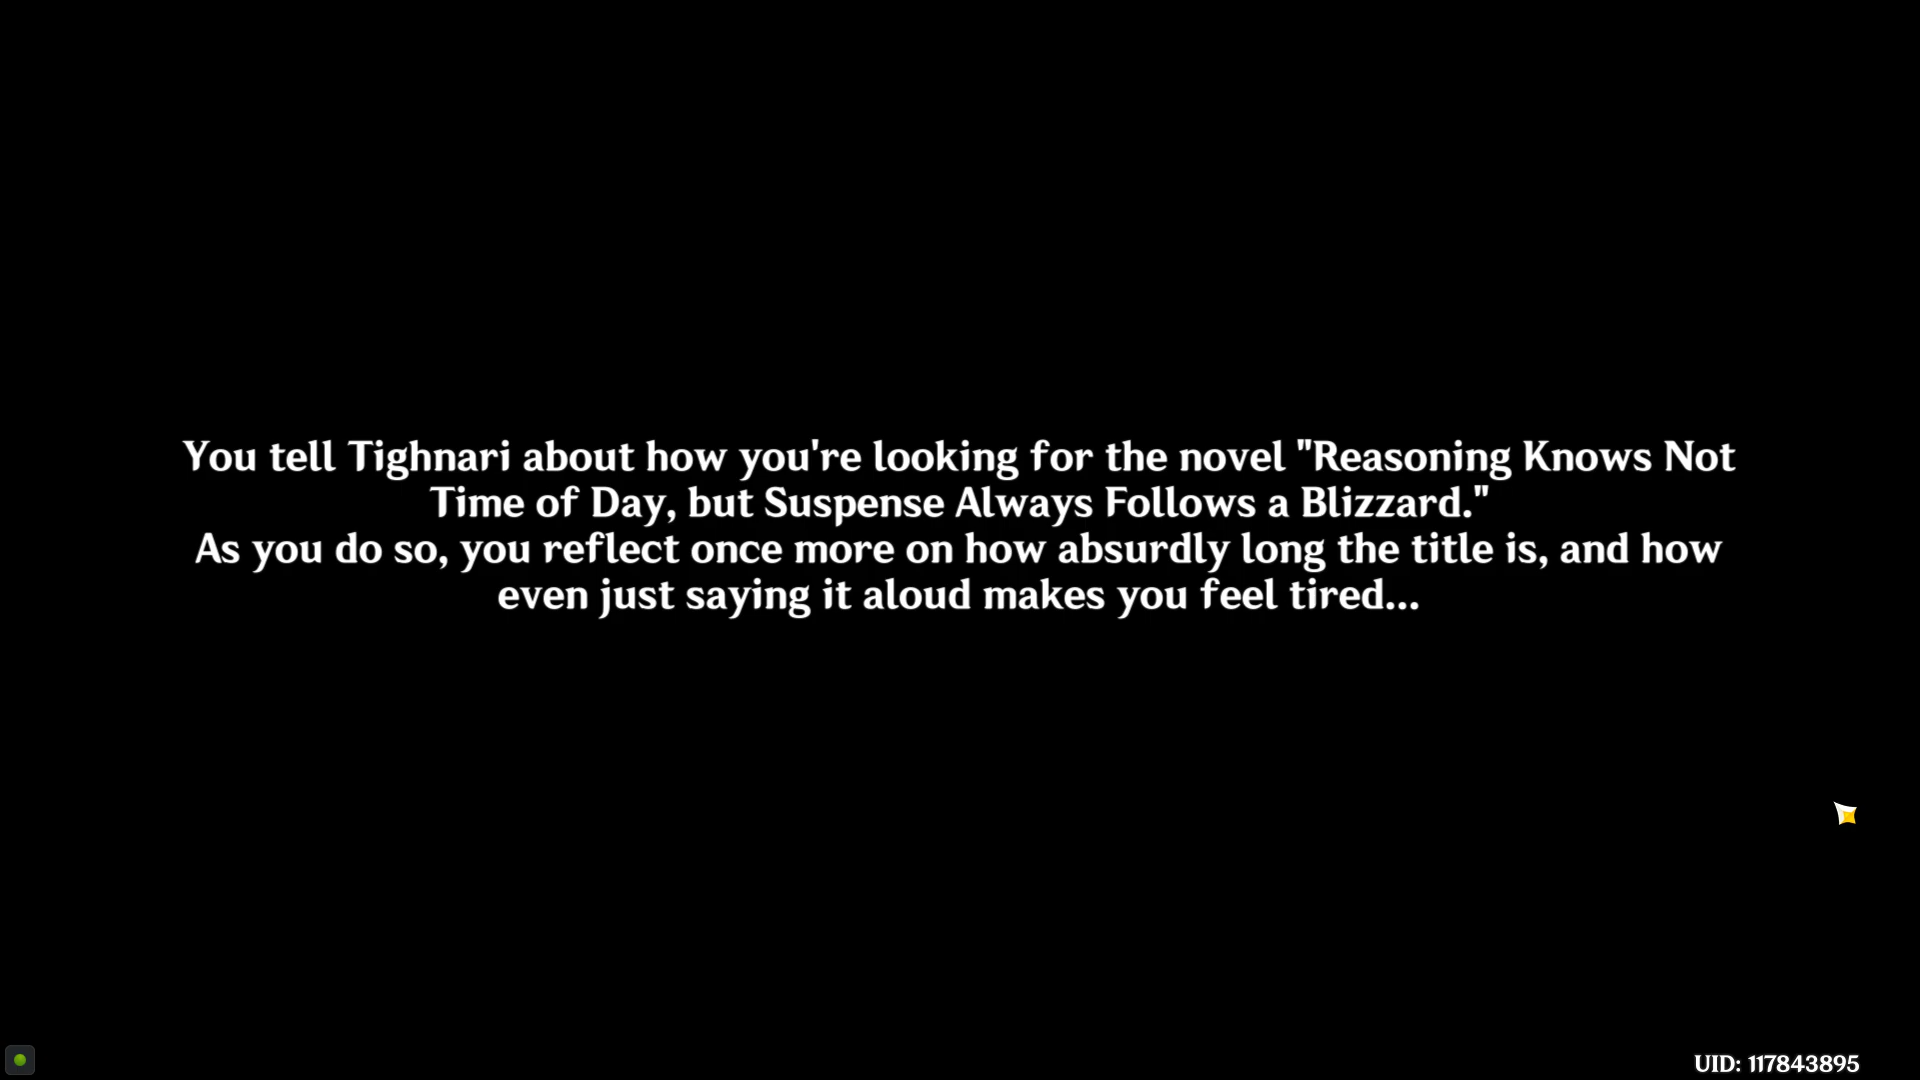 You tell Tighnari about how you're looking for the novel "Reasoning Knows Not
Time of Day, but Suspense Always Follows a Blizzard."
As you do so, you reflect once more on how absurdly long the title is, and how
even just saying it aloud makes you feel tired...
UID: 117843895